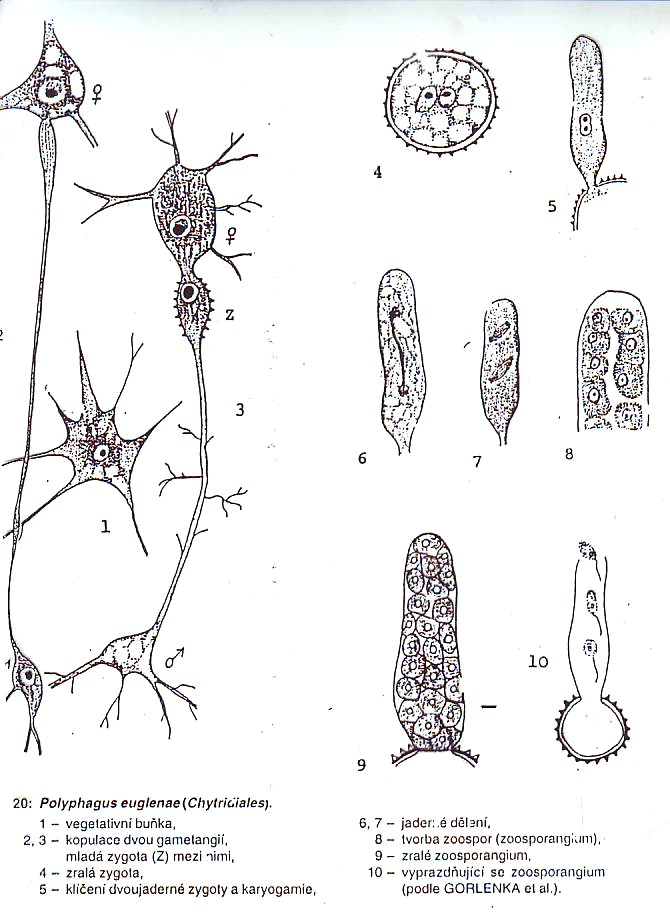 ♀
4
5
♀
Z
2
3
6
7
8
1
♂
10
9
20: Polyphagus euglenae (Chytridiales).
1 – vegetativní buňka,
2, 3 – kopulace dvou gametangií,
mladá zygota (Z) mezi nimi,
4 – zralá zygota,
5 – klíčení dvoujaderné zygoty a karyogamie,
6, 7 – jaderné dělení,
8 – tvorba zoospor (zoosporangium),
9 – zralé zoosporangium,
10 – vyprazdňující se zoosporangium
(podle GORLENKA et al.).